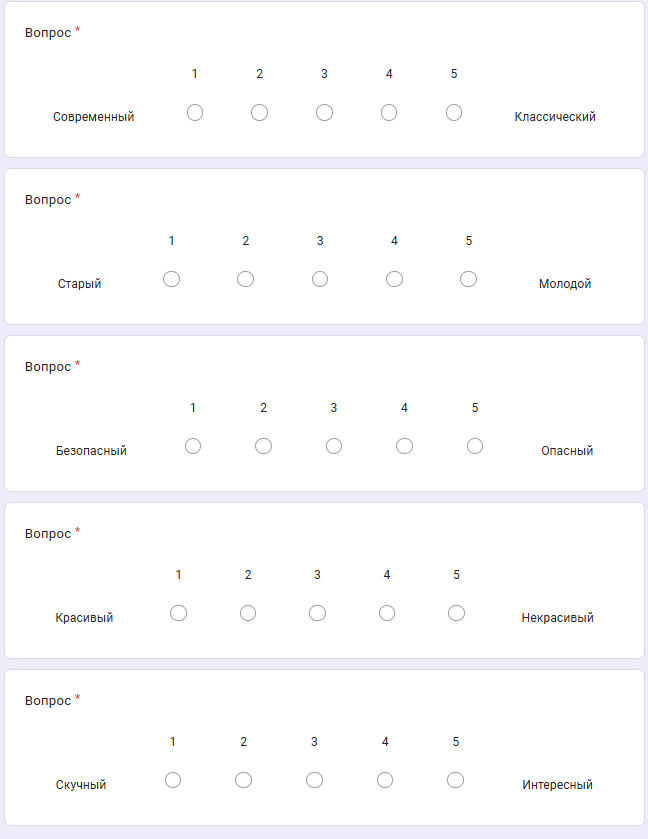 Вопрос *
1 2 3 4 5
Современный Классический
Вопрос *
1 2 3 4 5
Старый Молодой
Вопрос *
1 2 3 4 5
Безопасный Опасный
Вопрос *
1 2 3 4 5
Красивый Некрасивый
Вопрос *
1 2 3 4 5
Скучный Интересный